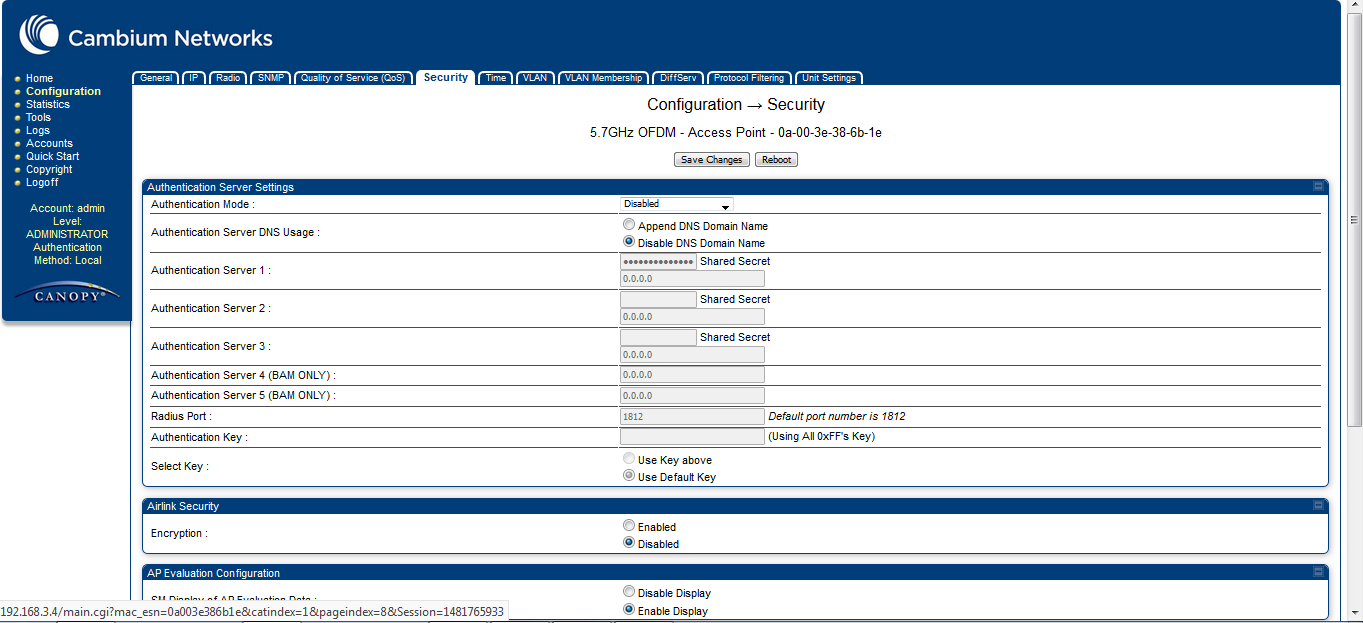 Cambium Networks
Home
Configuration
Statistics
Tools
Logs
Accounts
Quick Start
Copyright
Logoff
Account: admin
Level:
ADMINISTRATOR
Authentication
Method: Local
CANOPY®
General IP Radio SNMP Quality of Service (QoS) Security Time VLAN VLAN Membership DiffServ Protocol Filtering Unit Settings
Configuration → Security
5.7GHz OFDM - Access Point - 0a-00-3e-38-6b-1e
Save Changes Reboot
Authentication Server Settings
Authentication Mode : Disabled
Authentication Server DNS Usage :
Append DNS Domain Name
Disable DNS Domain Name
Authentication Server 1 :
•••••••••••••• Shared Secret
0.0.0.0
Authentication Server 2 :
Shared Secret
0.0.0.0
Authentication Server 3 :
Shared Secret
0.0.0.0
Authentication Server 4 (BAM ONLY) : 0.0.0.0
Authentication Server 5 (BAM ONLY) : 0.0.0.0
Radius Port : 1812 Default port number is 1812
Authentication Key : (Using All 0xFF's Key)
Select Key :
Use Key above
Use Default Key
Airlink Security
Encryption :
Enabled
Disabled
AP Evaluation Configuration
SM Display of AP Evaluation Data :
Disable Display
Enable Display
192.168.3.4/main.cgi?mac_esn=0a003e386b1e&catindex=1&pageindex=8&Session=1481765933